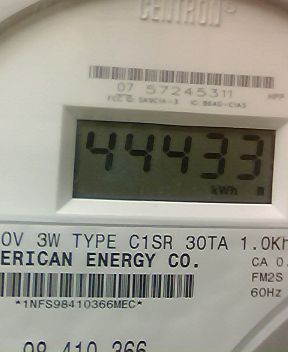 CENTRON®
07 57245311
44433
kWh
0V 3W TYPE C1SR 30TA 1.0Kh
ERICAN ENERGY CO.
CA 0.
FM2S
60Hz
*1NFS98410366MEC*
98 410 366